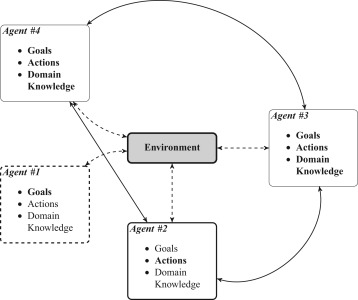 Agent #4
• Goals
• Actions
• Domain
Knowledge
Agent #3
• Goals
• Actions
• Domain
Knowledge
Environment
Agent #1
• Goals
• Actions
• Domain
Knowledge
Agent #2
• Goals
• Actions
• Domain
Knowledge